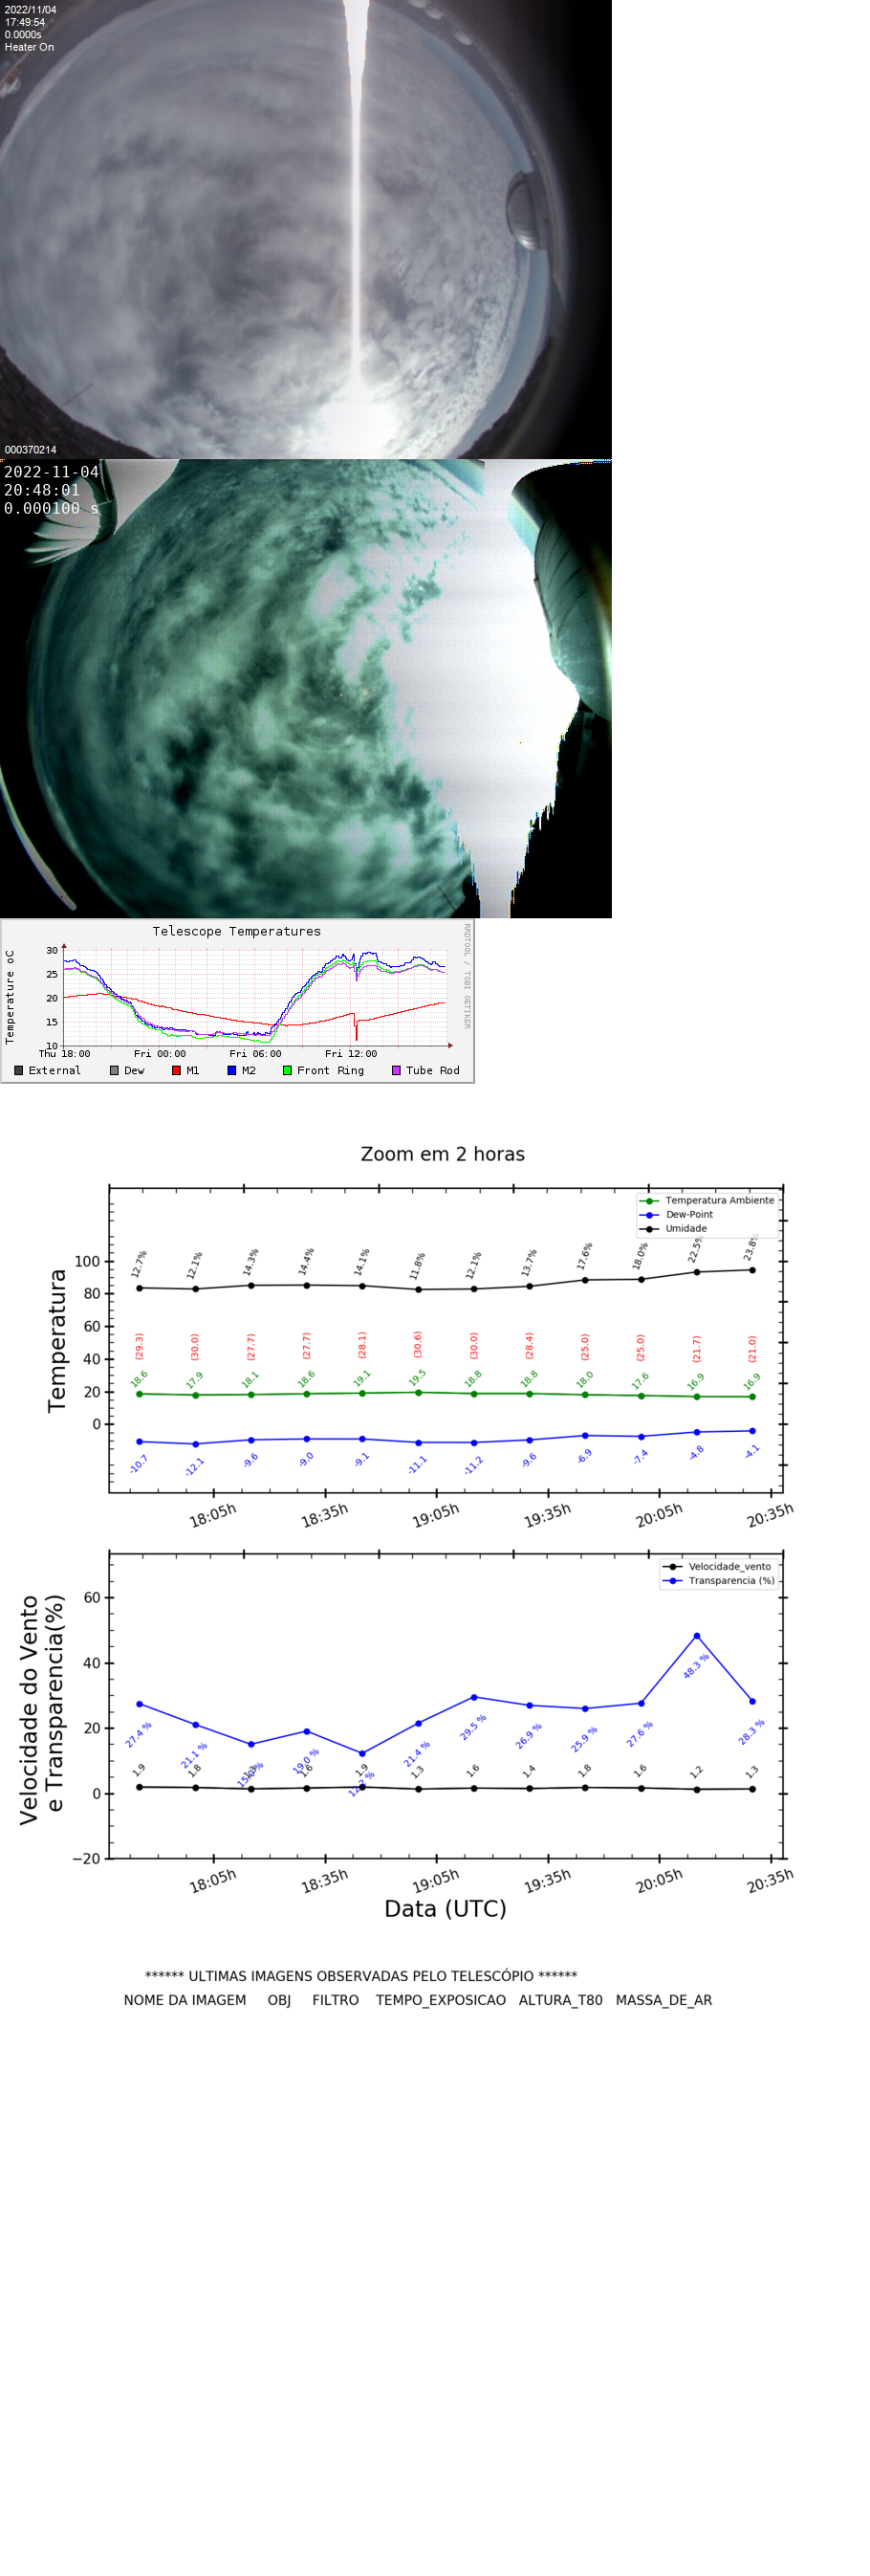 2022/11/04
17:49:54
0.0000s
Heater On
000370214
2022-11-04
20:48:01
0.000100 s
Telescope Temperatures
RRDTOOL / TOBI OETIKER
Temperature oC
30
25
20
15
10
Thu 18:00 Fri 00:00 Fri 06:00 Fri 12:00
External Dew M1 M2 Front Ring Tube Rod
Zoom em 2 horas
Temperatura Ambiente
Dew-Point
Umidade
Temperatura
100
80
60
40
20
0
12.7% 12.1% 14.3% 14.4% 14.1% 11.8% 12.1% 13.7% 17.6% 18.0% 22.5% 23.8%
(29.3) (30.0) (27.7) (27.7) (28.1) (30.6) (30.0) (28.4) (25.0) (25.0) (21.7) (21.0)
18.6 17.9 18.1 18.6 19.1 19.5 18.8 18.8 18.0 17.6 16.9 16.9
-10.7 -12.1 -9.6 -9.0 -9.1 -11.1 -11.2 -9.6 -6.9 -7.4 -4.8 -4.1
18:05h 18:35h 19:05h 19:35h 20:05h 20:35h
Velocidade_vento
Transparencia (%)
Velocidade do Vento
e Transparencia(%)
60
40
20
0
−20
27.4 % 21.1 % 19.0 % 21.4 % 29.5 % 26.9 % 25.9 % 27.6 % 48.3 % 28.3 %
1.9 1.8 1.6 1.9 1.3 1.6 1.4 1.8 1.6 1.2 1.3
18:05h 18:35h 19:05h 19:35h 20:05h 20:35h
Data (UTC)
****** ULTIMAS IMAGENS OBSERVADAS PELO TELESCÓPIO ******
NOME DA IMAGEM OBJ FILTRO TEMPO_EXPOSICAO ALTURA_T80 MASSA_DE_AR